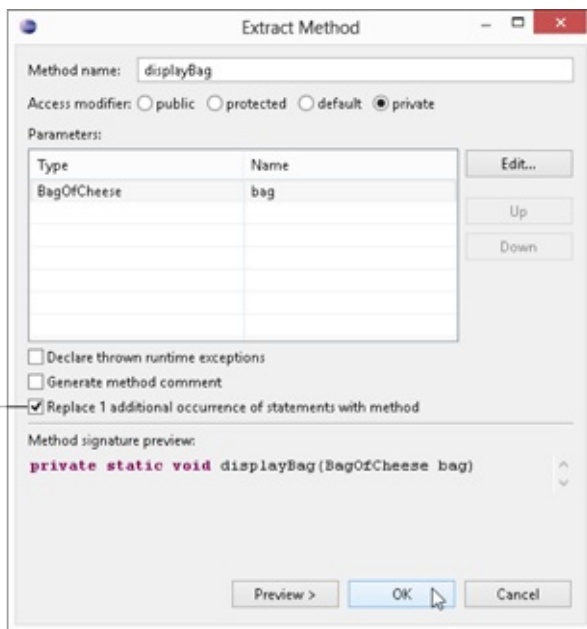 Extract Method
Method name: displayBag
Access modifier: public protected default private
Parameters:
Type Name
BagOfCheese bag
Edit...
Up
Down
Declare thrown runtime exceptions
Generate method comment
Replace 1 additional occurrence of statements with method
Method signature preview:
private static void displayBag(BagOfCheese bag)
Preview > OK Cancel